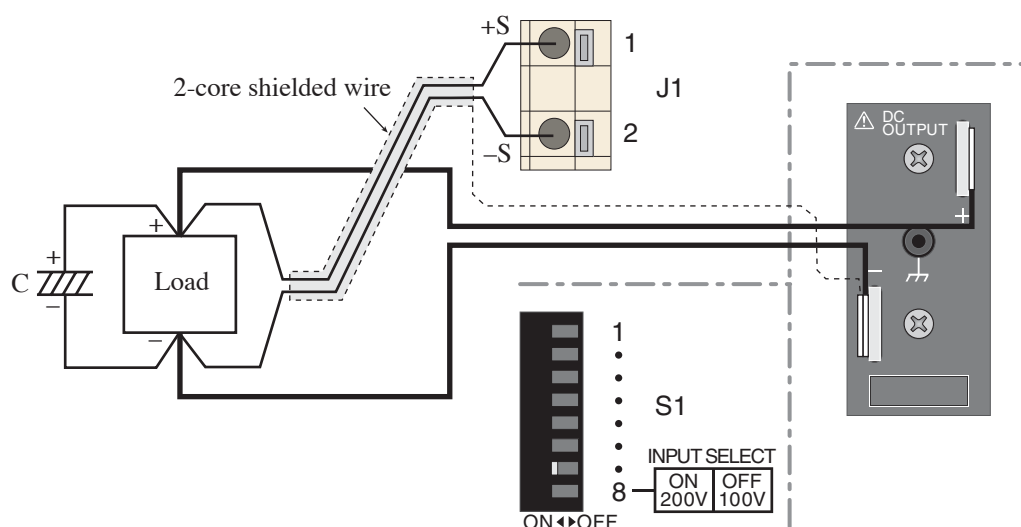 +S
1
2-core shielded wire
J1
2
–S
⚠ DC
OUTPUT
+
–
+
+
C
–
Load
–
1
S1
INPUT SELECT
8
ON
200V
OFF
100V
ON ◂▸ OFF